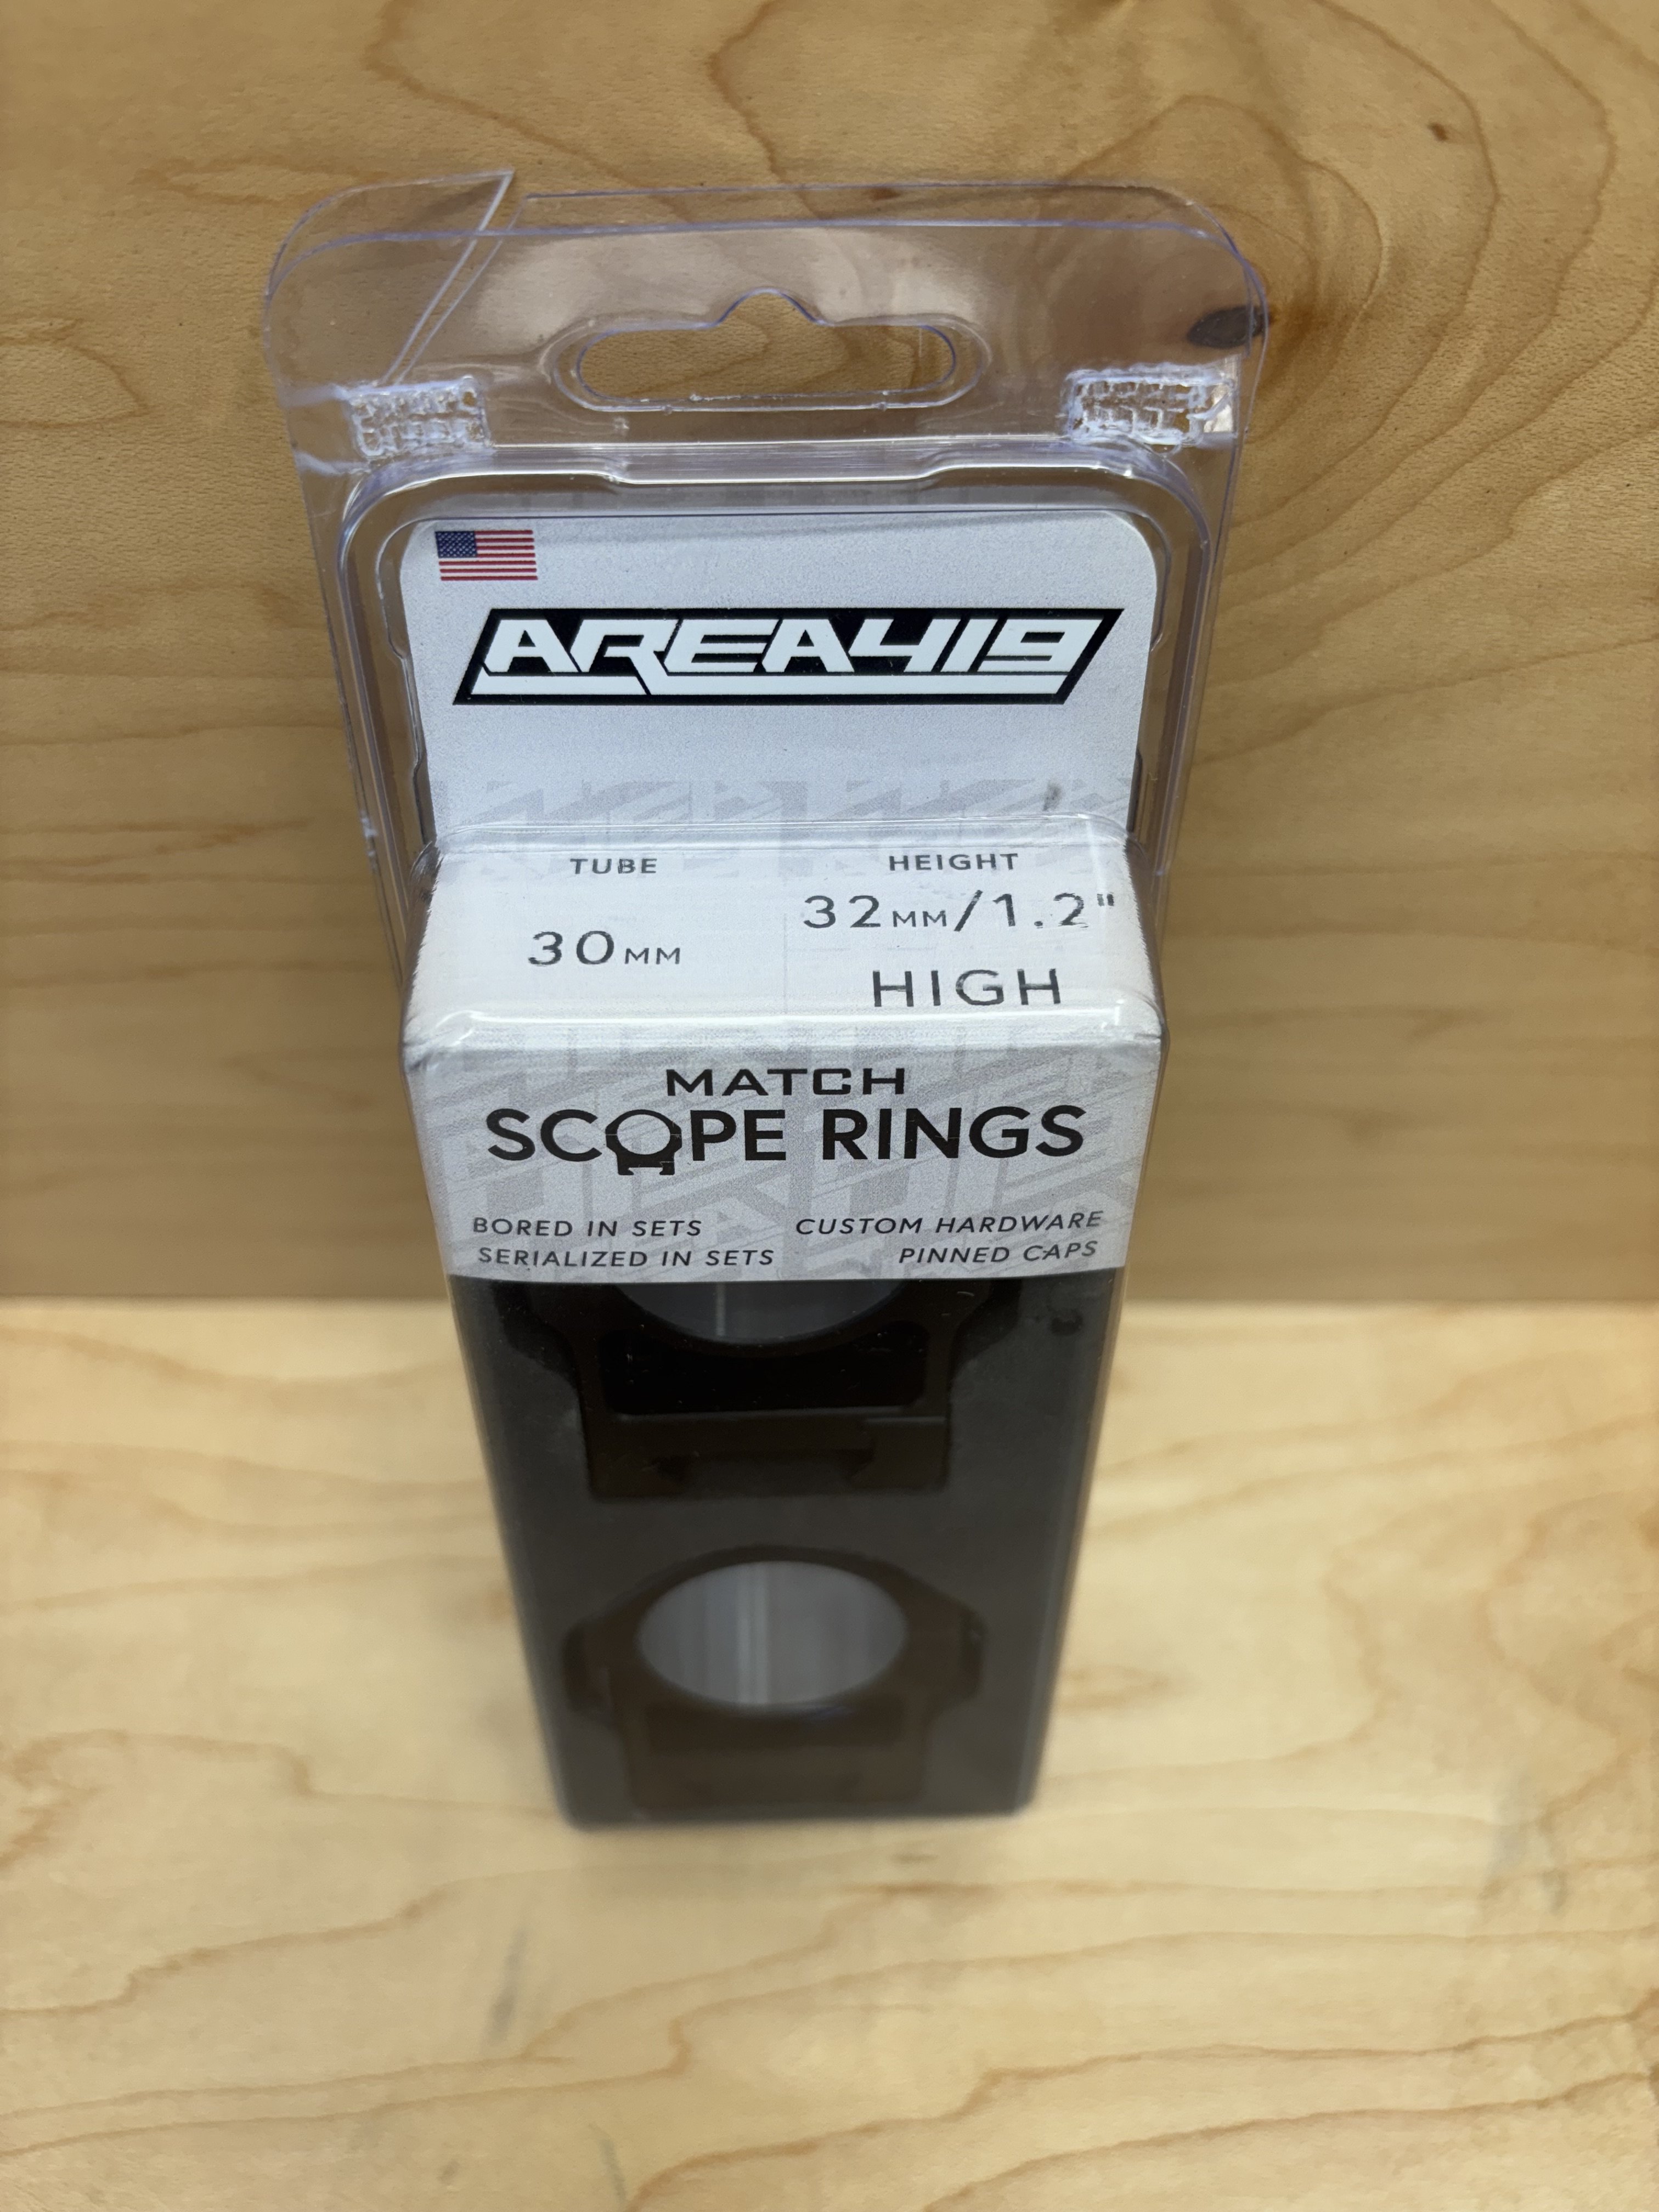 AREA419
TUBE
HEIGHT
30MM
32MM/1.2"
HIGH
MATCH
SCOPE RINGS
BORED IN SETS
CUSTOM HARDWARE
SERIALIZED IN SETS
PINNED CAPS